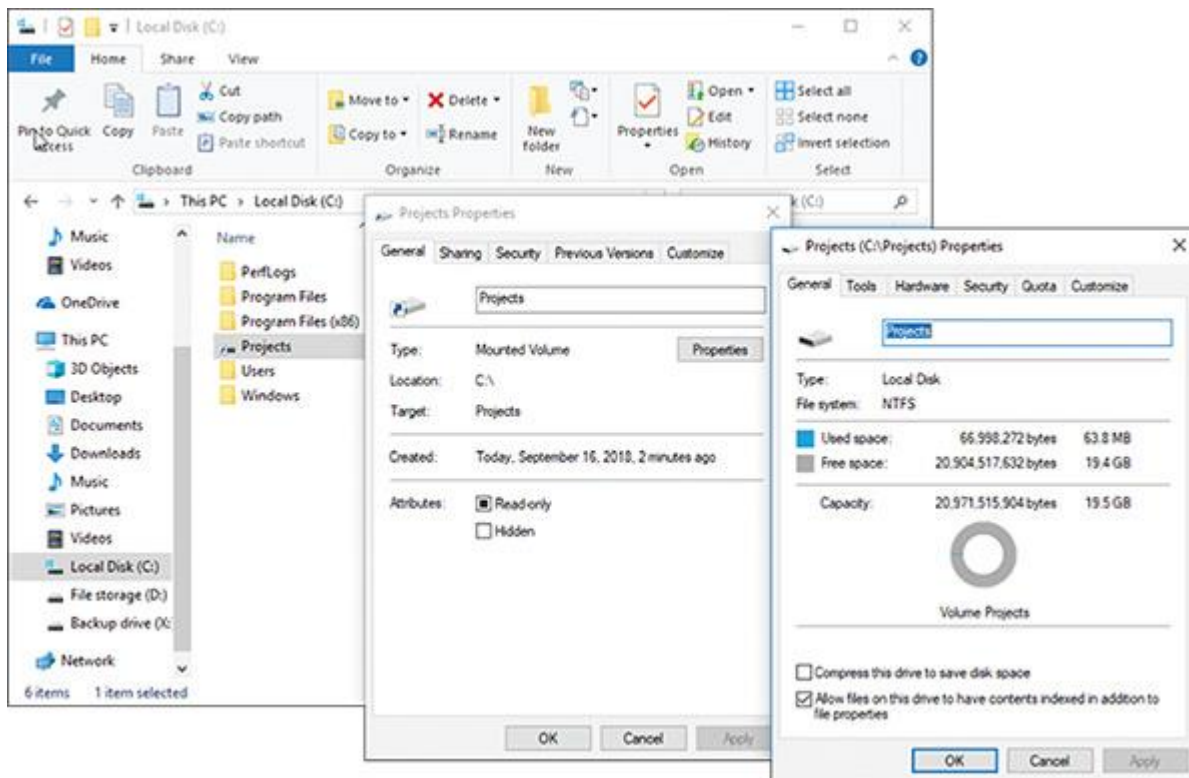 Local Disk (C:)
File Home Share View
Pin to Quick access
Copy
Paste
Cut
Copy path
Paste shortcut
Move to
Copy to
Delete
Rename
New folder
Properties
Open
Edit
History
Select all
Select none
Invert selection
Clipboard Organize New Open Select
This PC › Local Disk (C:)
k (C:)
Music
Videos
OneDrive
This PC
3D Objects
Desktop
Documents
Downloads
Music
Pictures
Videos
Local Disk (C:)
File storage (D:)
Backup drive (X:
Network
6 items 1 item selected
Name
PerfLogs
Program Files
Program Files (x86)
Projects
Users
Windows
Projects Properties
General Sharing Security Previous Versions Customize
Projects
Type: Mounted Volume Properties
Location: C:\
Target: Projects
Created: Today, September 16, 2018, 2 minutes ago
Attributes: Read-only
Hidden
OK Cancel Apply
Projects (C:\Projects) Properties
General Tools Hardware Security Quota Customize
Projects
Type: Local Disk
File system: NTFS
Used space: 66,998,272 bytes 63.8 MB
Free space: 20,904,517,632 bytes 19.4 GB
Capacity: 20,971,515,904 bytes 19.5 GB
Volume Projects
Compress this drive to save disk space
Allow files on this drive to have contents indexed in addition to
file properties
OK Cancel Apply